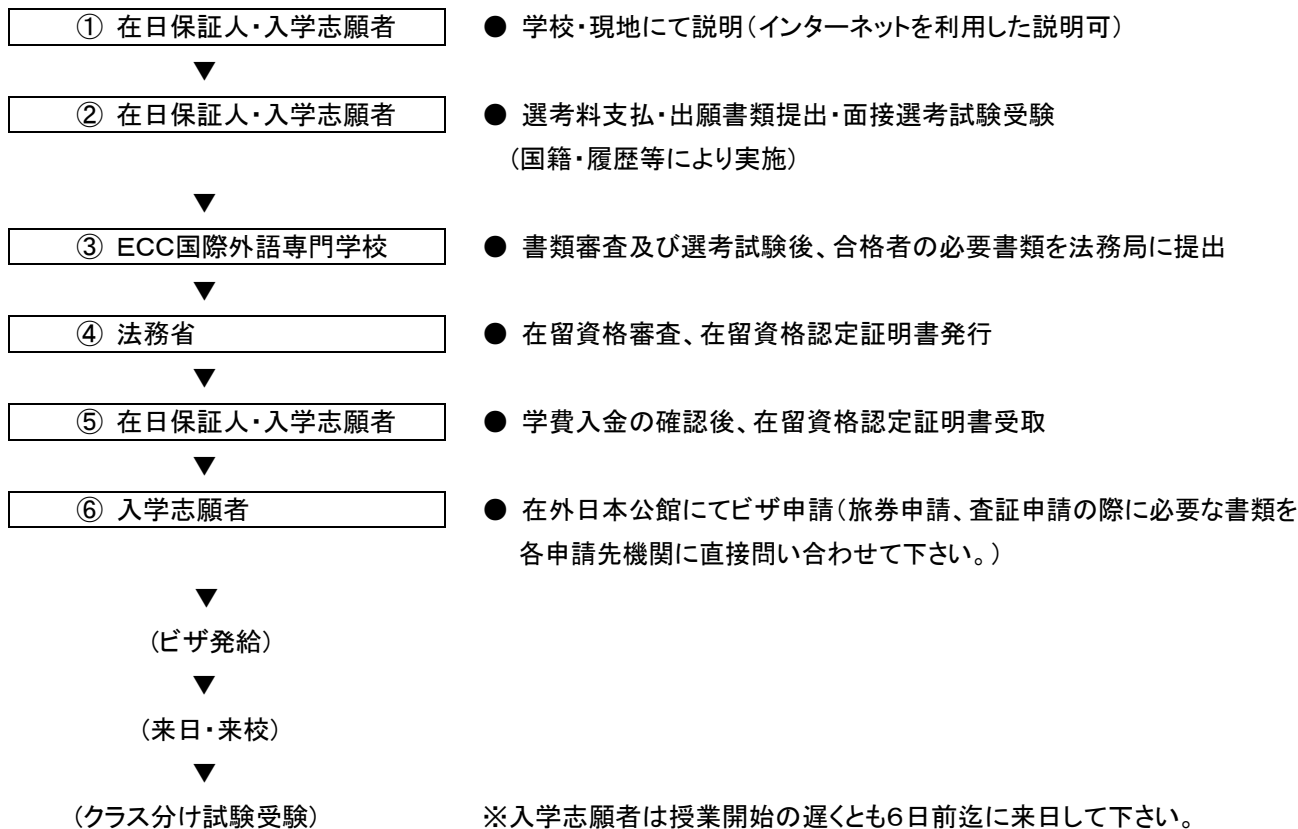 ① 在日保証人・入学志願者 ● 学校・現地にて説明(インターネットを利用した説明可)
▼
② 在日保証人・入学志願者 ● 選考料支払・出願書類提出・面接選考試験受験
(国籍・履歴等により実施)
▼
③ ECC国際外語専門学校 ● 書類審査及び選考試験後、合格者の必要書類を法務局に提出
▼
④ 法務省 ● 在留資格審査、在留資格認定証明書発行
▼
⑤ 在日保証人・入学志願者 ● 学費入金の確認後、在留資格認定証明書受取
▼
⑥ 入学志願者 ● 在外日本公館にてビザ申請(旅券申請、査証申請の際に必要な書類を
各申請先機関に直接問い合わせて下さい。)
▼
(ビザ発給)
▼
(来日・来校)
▼
(クラス分け試験受験) ※入学志願者は授業開始の遅くとも6日前迄に来日して下さい。